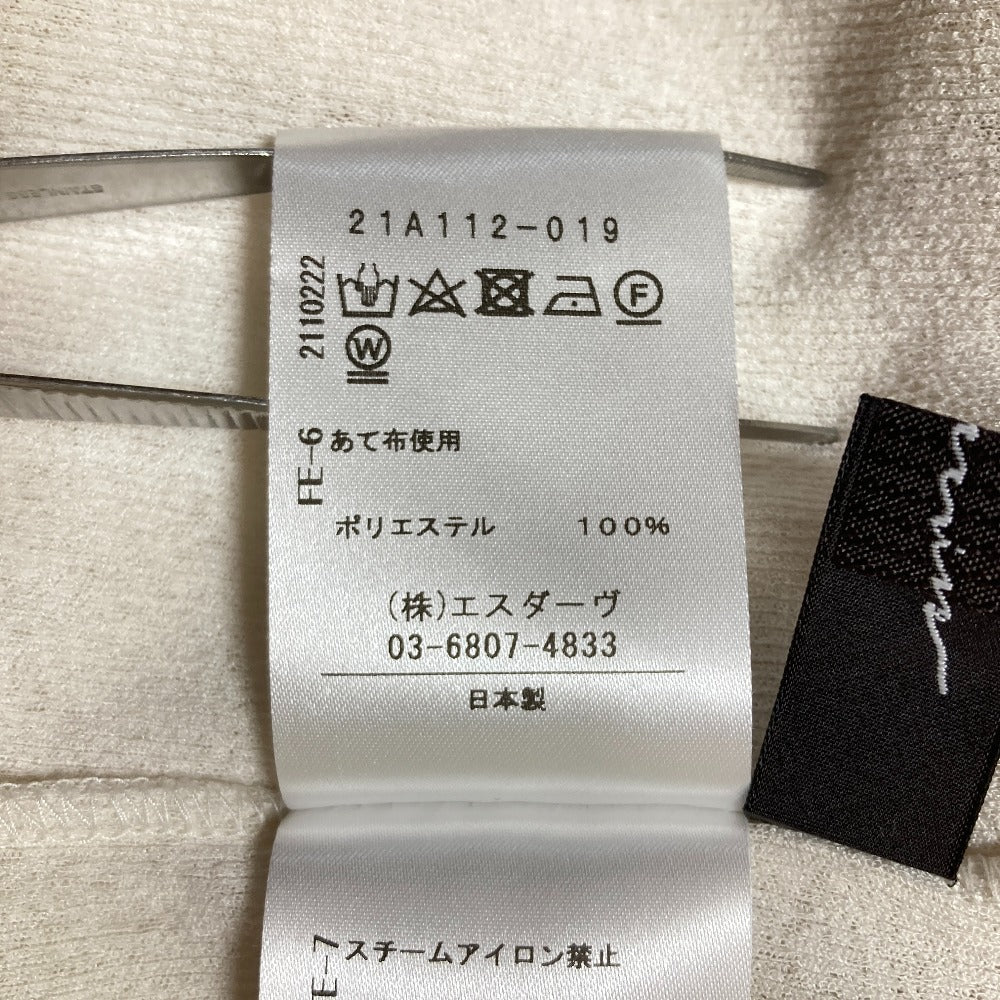 21A112-019
2110222
F
W
FE-6
あて布使用
ポリエステル 100%
(株)エスダーヴ
03-6807-4833
日本製
スチームアイロン禁止